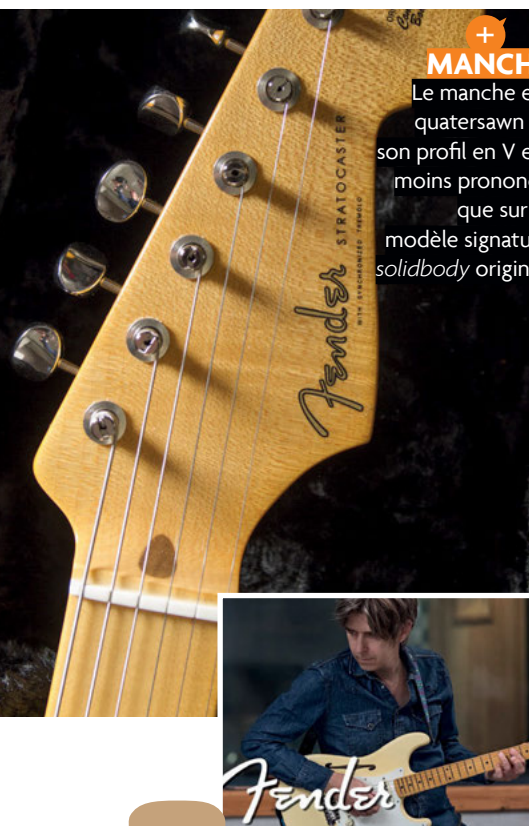 +
MANCH
Le manche e
quatersawn
son profil en V e
moins prononc
que sur
modèle signatu
solidbody origin
Fender
STRATOCASTER
WITH SYNCHRONIZED TREMOLO
Fender